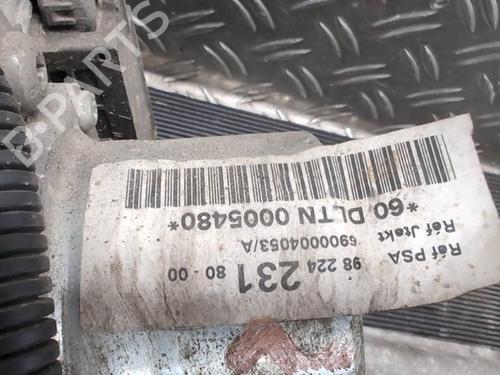 B-PARTS
*60 DLTN 0005480*
6900004053/A
Réf Jtekt
98 224 231 80-00
Réf PSA